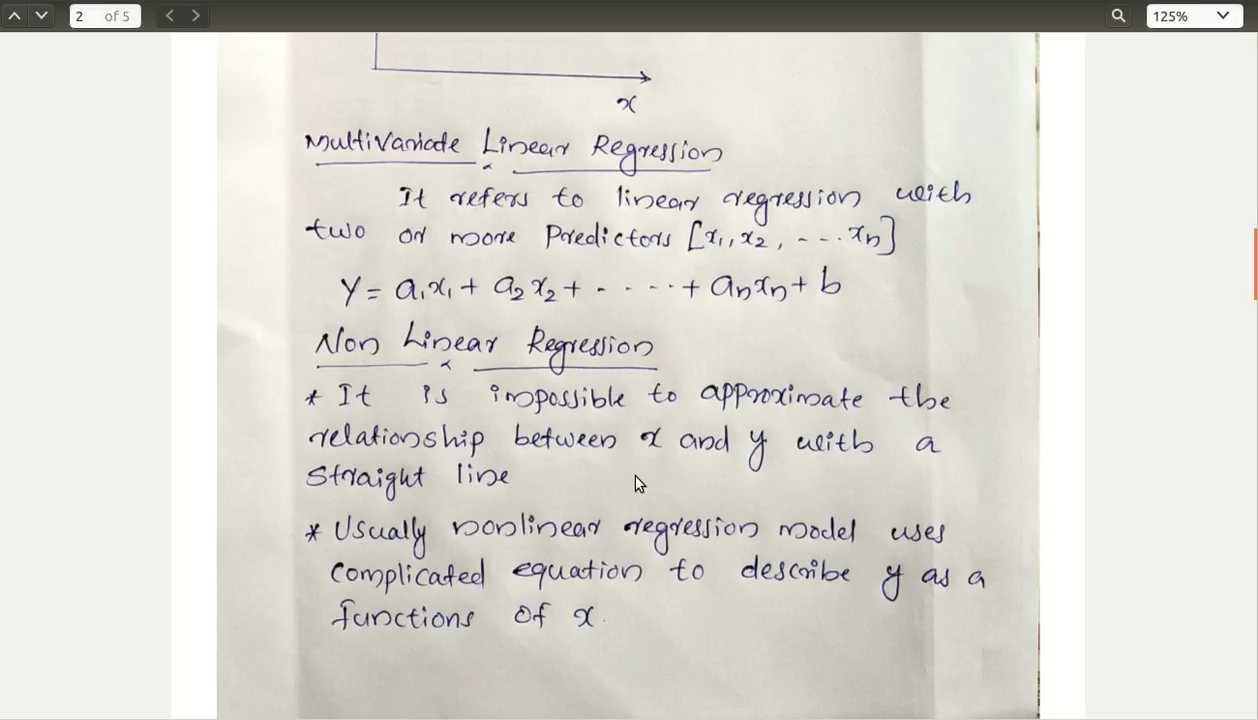 2 of 5
125%
x
Multivariate Linear Regression
It refers to linear regression with
two or more Predictors [x₁, x₂, ---. xn]
Y = a₁x₁ + a₂x₂ + - - - - + anxn + b
Non Linear Regression
* It is impossible to approximate the
relationship between x and y with a
straight line
* Usually nonlinear regression model uses
complicated equation to describe y as a
functions of x.